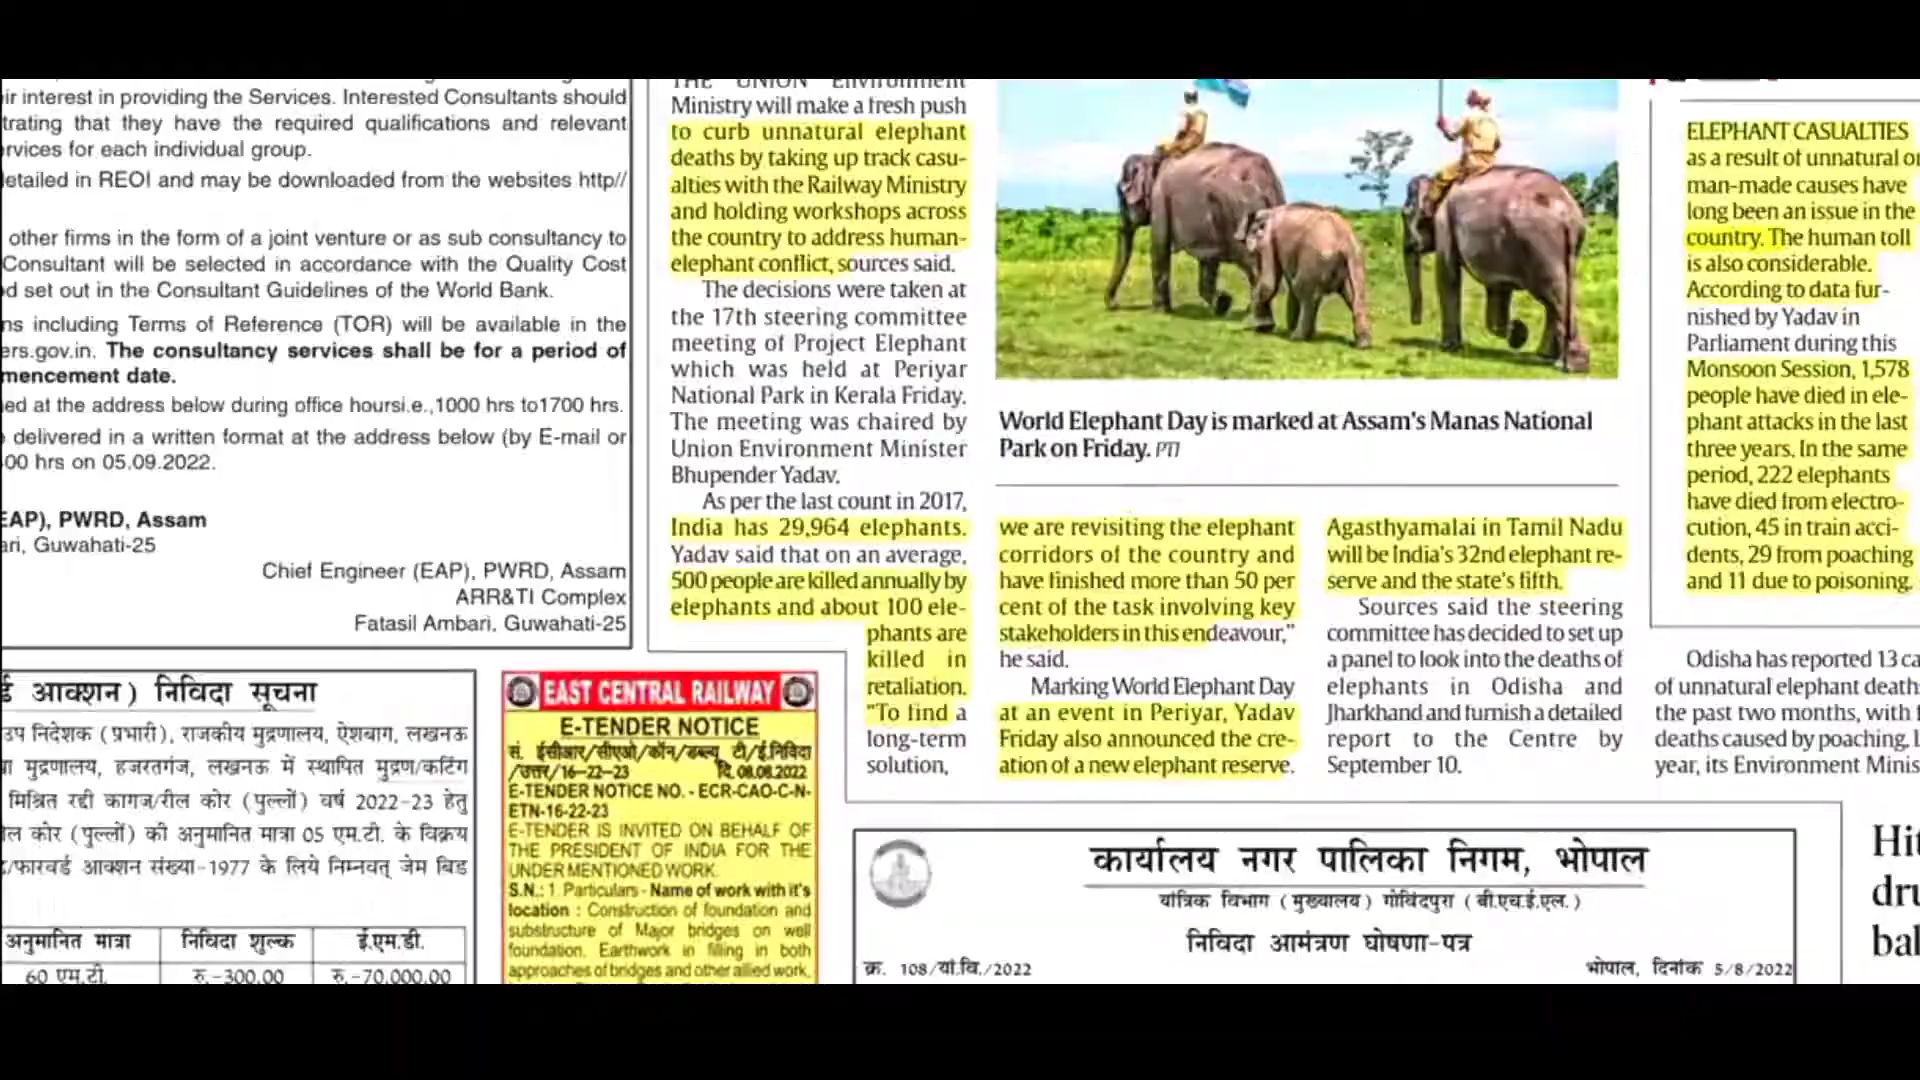 ir interest in providing the Services. Interested Consultants should
trating that they have the required qualifications and relevant
rvices for each individual group.
letailed in REOI and may be downloaded from the websites http//
other firms in the form of a joint venture or as sub consultancy to
Consultant will be selected in accordance with the Quality Cost
d set out in the Consultant Guidelines of the World Bank.
ns including Terms of Reference (TOR) will be available in the
ers.gov.in. The consultancy services shall be for a period of
mencement date.
ed at the address below during office hoursi.e.,1000 hrs to1700 hrs.
delivered in a written format at the address below (by E-mail or
00 hrs on 05.09.2022.
EAP), PWRD, Assam
ari, Guwahati-25
Chief Engineer (EAP), PWRD, Assam
ARR&TI Complex
Fatasil Ambari, Guwahati-25
THE UNION Environment
Ministry will make a fresh push
to curb unnatural elephant
deaths by taking up track casu-
alties with the Railway Ministry
and holding workshops across
the country to address human-
elephant conflict, sources said.
The decisions were taken at
the 17th steering committee
meeting of Project Elephant
which was held at Periyar
National Park in Kerala Friday.
The meeting was chaired by
Union Environment Minister
Bhupender Yadav.
As per the last count in 2017,
India has 29,964 elephants.
Yadav said that on an average,
500 people are killed annually by
elephants and about 100 ele-
phants are
killed in
retaliation.
"To find a
long-term
solution,
World Elephant Day is marked at Assam's Manas National
Park on Friday. PTI
we are revisiting the elephant
corridors of the country and
have finished more than 50 per
cent of the task involving key
stakeholders in this endeavour,"
he said.
Marking World Elephant Day
at an event in Periyar, Yadav
Friday also announced the cre-
ation of a new elephant reserve.
Agasthyamalai in Tamil Nadu
will be India's 32nd elephant re-
serve and the state's fifth.
Sources said the steering
committee has decided to set up
a panel to look into the deaths of
elephants in Odisha and
Jharkhand and furnish a detailed
report to the Centre by
September 10.
ELEPHANT CASUALTIES
as a result of unnatural or
man-made causes have
long been an issue in the
country. The human toll
is also considerable.
According to data fur-
nished by Yadav in
Parliament during this
Monsoon Session, 1,578
people have died in ele-
phant attacks in the last
three years. In the same
period, 222 elephants
have died from electro-
cution, 45 in train acci-
dents, 29 from poaching
and 11 due to poisoning.
Odisha has reported 13 ca
of unnatural elephant death
the past two months, with
deaths caused by poaching.
year, its Environment Minis
आक्शन) निविदा सूचना
उप निदेशक (प्रभारी), राजकीय मुद्रणालय, ऐशबाग, लखनऊ
मुद्रणालय, हजरतगंज, लखनऊ में स्थापित मुद्रण/कटिंग
मिश्रित रद्दी कागज/रील कोर (पुल्लों) वर्ष 2022-23 हेतु
ल कोर (पुल्लों) की अनुमानित मात्रा 05 एम.टी. के विक्रय
/फारवर्ड आक्शन संख्या-1977 के लिये निम्नवत् जेम बिड
अनुमानित मात्रा निविदा शुल्क ई.एम.डी.
60 एम.टी. रु.-300.00 रु.-70,000.00
EAST CENTRAL RAILWAY
E-TENDER NOTICE
सं. ईसीआर/सीएओ/कॉन/डब्ल्यू टी/ई.निविदा
/उत्तर/16-22-23 दि. 08.08.2022
E-TENDER NOTICE NO. - ECR-CAO-C-N-
ETN-16-22-23
E-TENDER IS INVITED ON BEHALF OF
THE PRESIDENT OF INDIA FOR THE
UNDER MENTIONED WORK.
S.N.: 1. Particulars - Name of work with it's
location : Construction of foundation and
substructure of Major bridges on well
foundation. Earthwork in filling in both
approaches of bridges and other allied work,
कार्यालय नगर पालिका निगम, भोपाल
यांत्रिक विभाग (मुख्यालय) गोविंदपुरा (बी.एच.ई.एल.)
निविदा आमंत्रण घोषणा-पत्र
क्र. 108/यां.वि./2022 भोपाल, दिनांक 5/8/2022
Hit
dru
bal